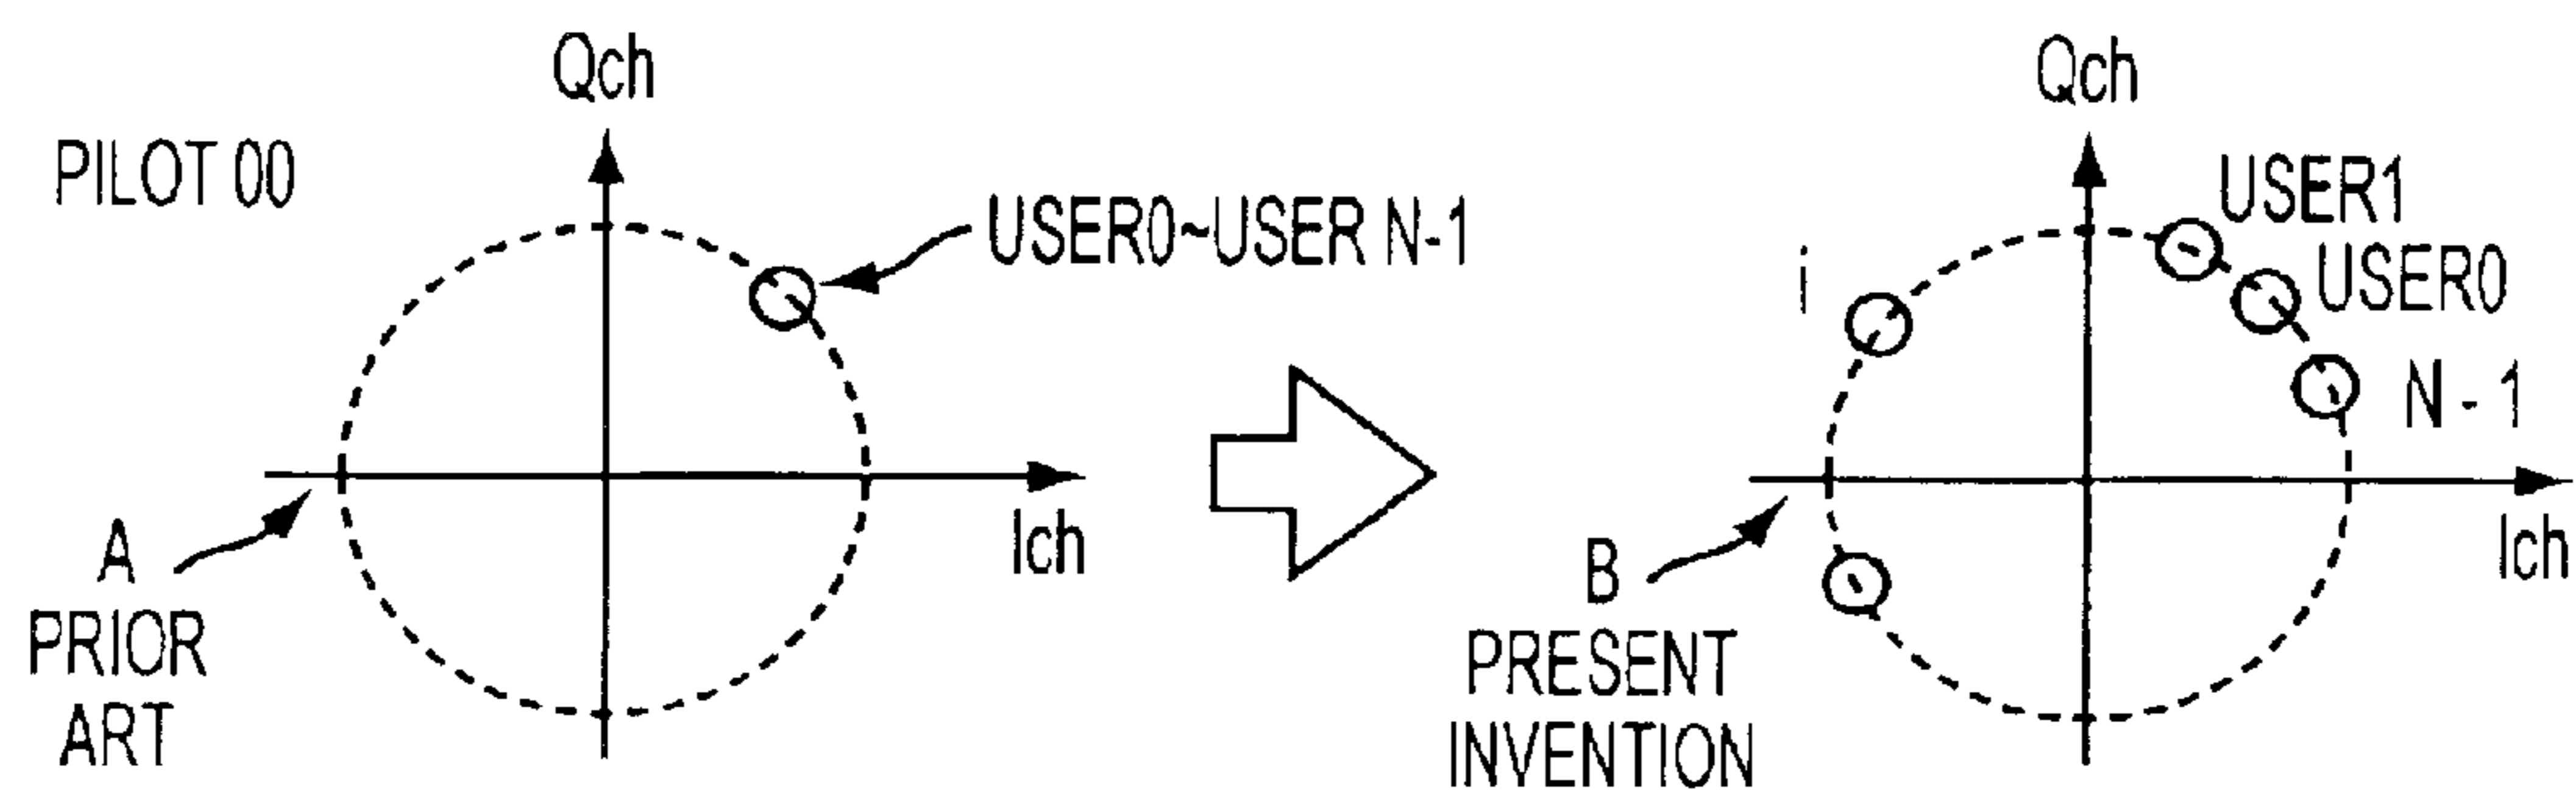 Qch
PILOT 00
USER0~USER N-1
Ich
A
PRIOR
ART
Qch
USER1
USER0
i
N - 1
Ich
B
PRESENT
INVENTION